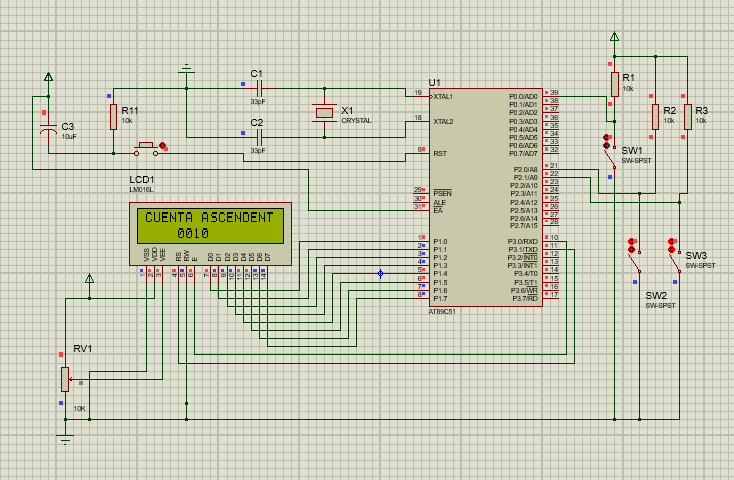 C1
33pF
R11
10k
C3
10uF
C2
33pF
X1
CRYSTAL
U1
19 XTAL1
18 XTAL2
9 RST
29 PSEN
30 ALE
31 EA
1 P1.0
2 P1.1
3 P1.2
4 P1.3
5 P1.4
6 P1.5
7 P1.6
8 P1.7
P0.0/AD0 39
P0.1/AD1 38
P0.2/AD2 37
P0.3/AD3 36
P0.4/AD4 35
P0.5/AD5 34
P0.6/AD6 33
P0.7/AD7 32
P2.0/A8 21
P2.1/A9 22
P2.2/A10 23
P2.3/A11 24
P2.4/A12 25
P2.5/A13 26
P2.6/A14 27
P2.7/A15 28
P3.0/RXD 10
P3.1/TXD 11
P3.2/INT0 12
P3.3/INT1 13
P3.4/T0 14
P3.5/T1 15
P3.6/WR 16
P3.7/RD 17
AT89C51
R1
10k
R2
10k
R3
10k
SW1
SW-SPST
SW2
SW-SPST
SW3
SW-SPST
LCD1
LM016L
CUENTA ASCENDENT
0010
VSS VDD VEE RS RW E D0 D1 D2 D3 D4 D5 D6 D7
1 2 3 4 5 6 7 8 9 10 11 12 13 14
RV1
10K